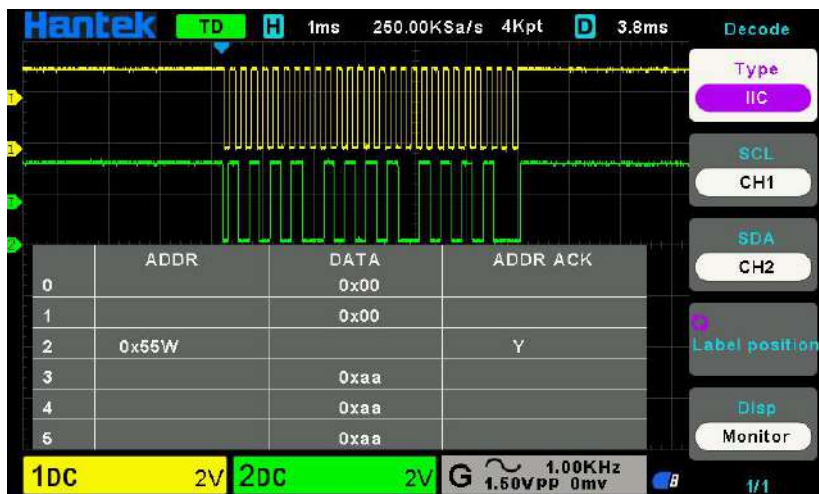 Hantek TD H 1ms 250.00KSa/s 4Kpt D 3.8ms Decode
Type
IIC
SCL
CH1
SDA
CH2
Label position
Disp
Monitor
1/1
T
1
T
2
ADDR DATA ADDR ACK
0 0x00
1 0x00
2 0x55W Y
3 0xaa
4 0xaa
5 0xaa
1DC 2V 2DC 2V G 1.00KHz
1.50VPP 0mv